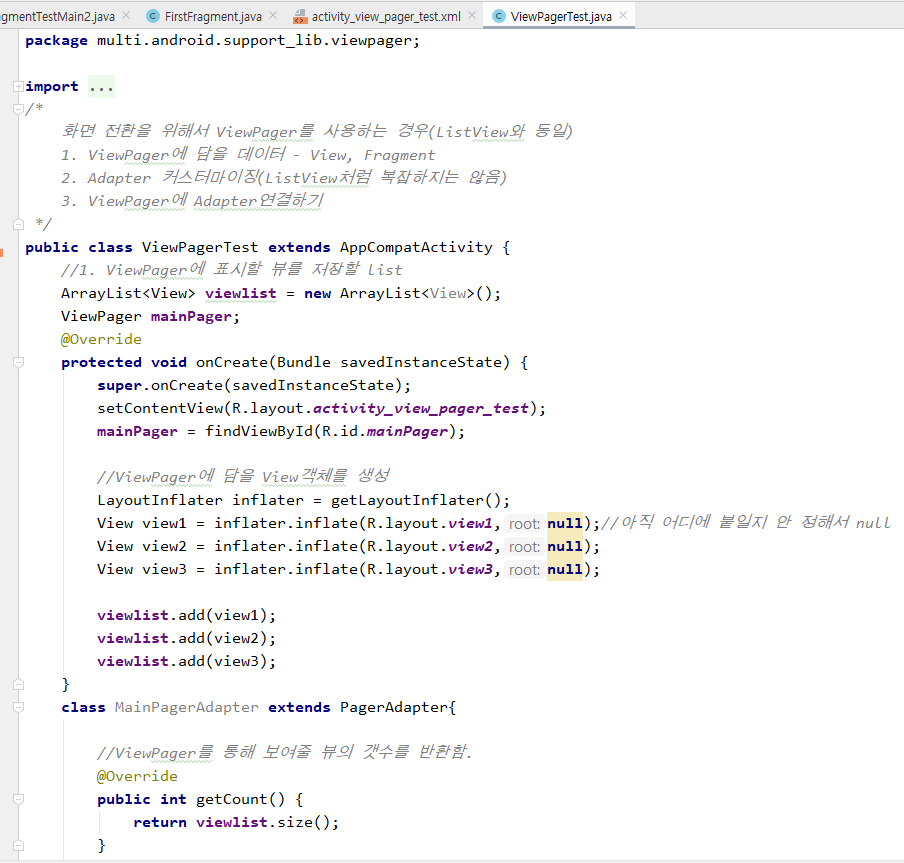 gmentTestMain2.java × FirstFragment.java × activity_view_pager_test.xml × ViewPagerTest.java ×
package multi.android.support_lib.viewpager;
import ...
/*
화면 전환을 위해서 ViewPager를 사용하는 경우(ListView와 동일)
1. ViewPager에 담을 데이터 - View, Fragment
2. Adapter 커스터마이징(ListView처럼 복잡하지는 않음)
3. ViewPager에 Adapter연결하기
*/
public class ViewPagerTest extends AppCompatActivity {
//1. ViewPager에 표시할 뷰를 저장할 list
ArrayList<View> viewlist = new ArrayList<View>();
ViewPager mainPager;
@Override
protected void onCreate(Bundle savedInstanceState) {
super.onCreate(savedInstanceState);
setContentView(R.layout.activity_view_pager_test);
mainPager = findViewById(R.id.mainPager);
//ViewPager에 담을 View객체를 생성
LayoutInflater inflater = getLayoutInflater();
View view1 = inflater.inflate(R.layout.view1, root: null);//아직 어디에 붙일지 안 정해서 null
View view2 = inflater.inflate(R.layout.view2, root: null);
View view3 = inflater.inflate(R.layout.view3, root: null);
viewlist.add(view1);
viewlist.add(view2);
viewlist.add(view3);
}
class MainPagerAdapter extends PagerAdapter{
//ViewPager를 통해 보여줄 뷰의 갯수를 반환함.
@Override
public int getCount() {
return viewlist.size();
}